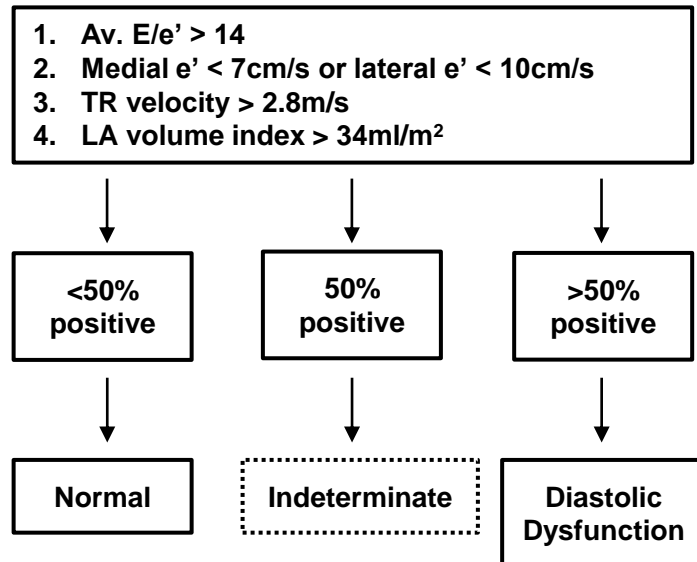 1. Av. E/e’ > 14
2. Medial e’ < 7cm/s or lateral e’ < 10cm/s
3. TR velocity > 2.8m/s
4. LA volume index > 34ml/m²
<50% 50% >50%
positive positive positive
Normal Indeterminate Diastolic
Dysfunction